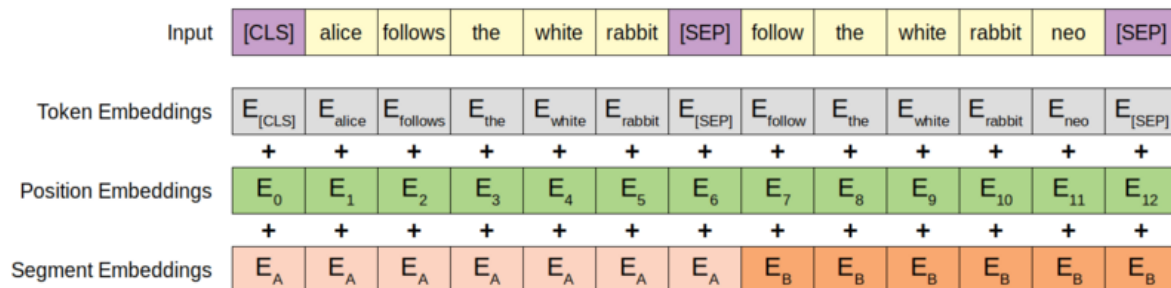 Input [CLS] alice follows the white rabbit [SEP] follow the white rabbit neo [SEP]
Token Embeddings E[CLS] Ealice Efollows Ethe Ewhite Erabbit E[SEP] Efollow Ethe Ewhite Erabbit Eneo E[SEP]
+ + + + + + + + + + + + +
Position Embeddings E0 E1 E2 E3 E4 E5 E6 E7 E8 E9 E10 E11 E12
+ + + + + + + + + + + + +
Segment Embeddings EA EA EA EA EA EA EA EB EB EB EB EB EB